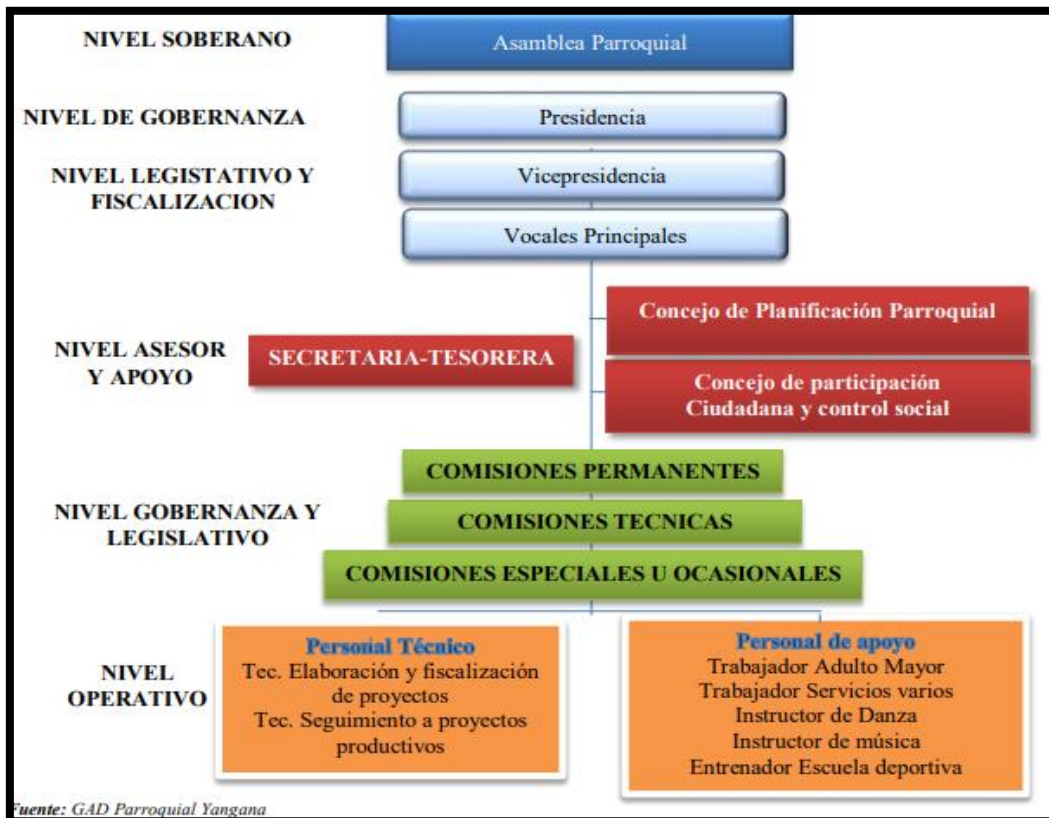 NIVEL SOBERANO
Asamblea Parroquial
NIVEL DE GOBERNANZA
Presidencia
NIVEL LEGISTATIVO Y
FISCALIZACION
Vicepresidencia
Vocales Principales
NIVEL ASESOR
Y APOYO
SECRETARIA-TESORERA
Concejo de Planificación Parroquial
Concejo de participación
Ciudadana y control social
NIVEL GOBERNANZA Y
LEGISLATIVO
COMISIONES PERMANENTES
COMISIONES TECNICAS
COMISIONES ESPECIALES U OCASIONALES
NIVEL
OPERATIVO
Personal Técnico
Tec. Elaboración y fiscalización
de proyectos
Tec. Seguimiento a proyectos
productivos
Personal de apoyo
Trabajador Adulto Mayor
Trabajador Servicios varios
Instructor de Danza
Instructor de música
Entrenador Escuela deportiva
Fuente: GAD Parroquial Yangana